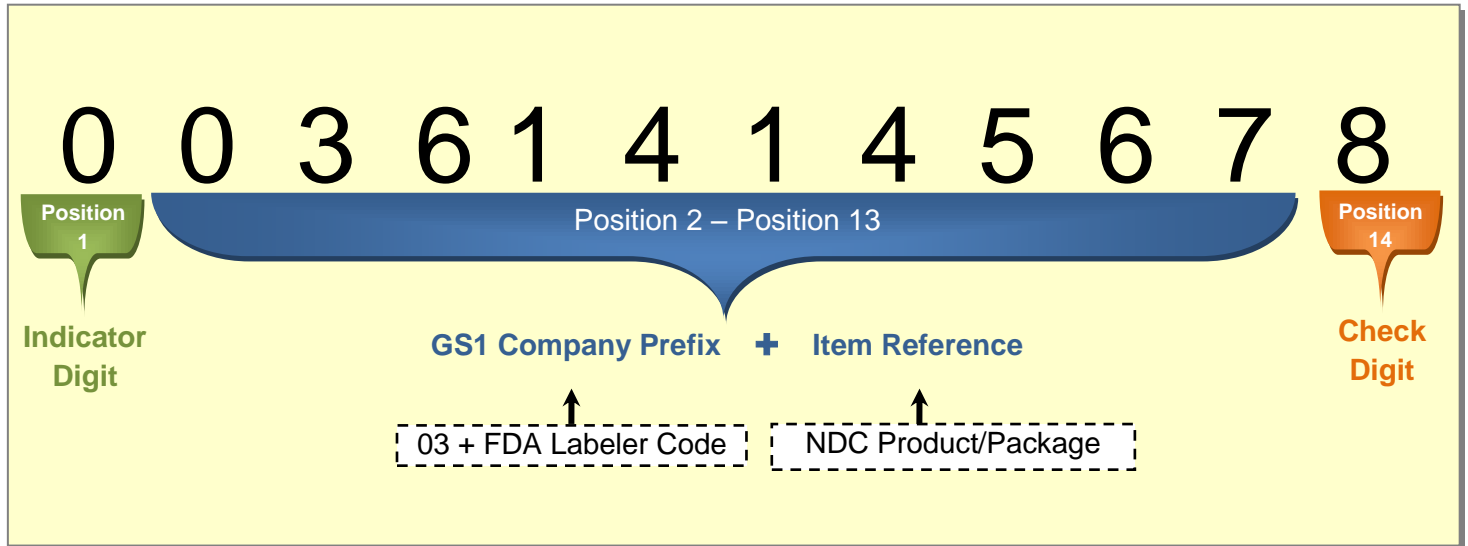 0 0 3 6 1 4 1 4 5 6 7 8
Position
1
Position 2 – Position 13
Position
14
Indicator
Digit
GS1 Company Prefix + Item Reference
Check
Digit
03 + FDA Labeler Code
NDC Product/Package